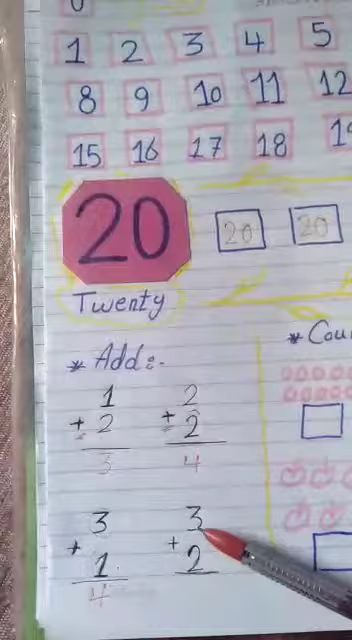 1 2 3 4 5
8 9 10 11 12
15 16 17 18
20 20 20
Twenty
* Add:-
* Cou
1 2
+ 2 + 2
3 4
3 3
+ 1 + 2
4